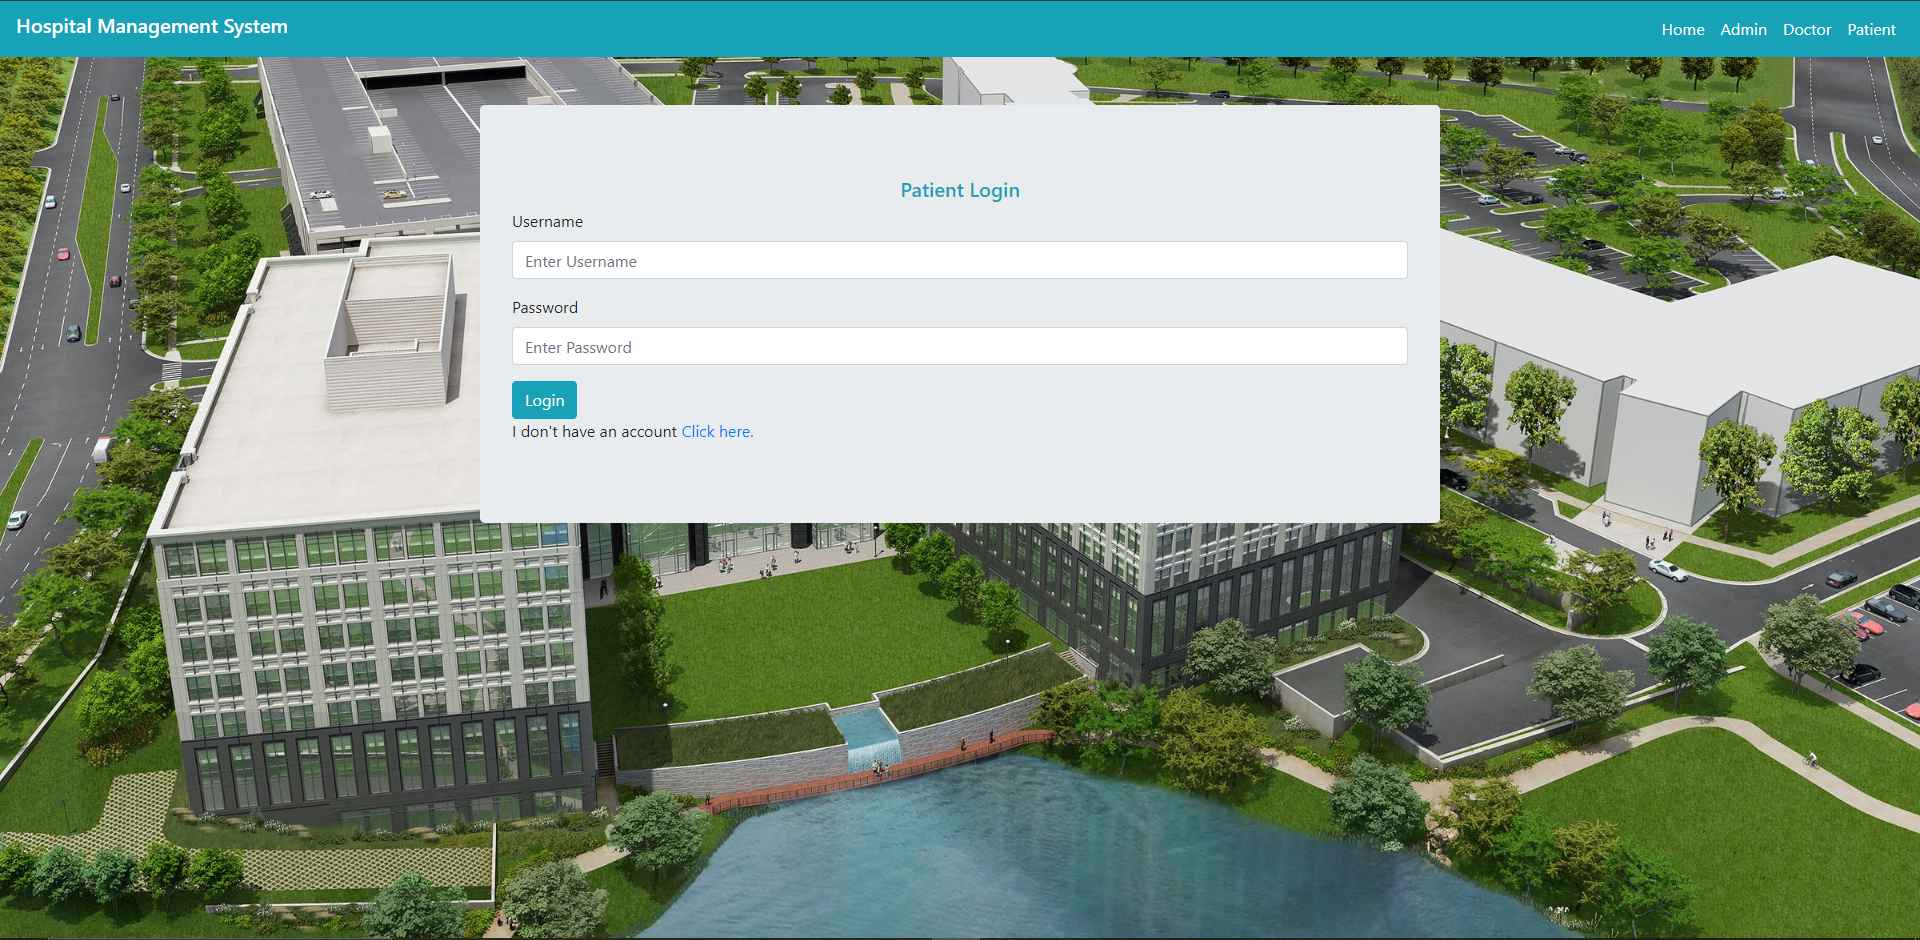 Hospital Management System
Home Admin Doctor Patient
Patient Login
Username
Enter Username
Password
Enter Password
Login
I don't have an account Click here.